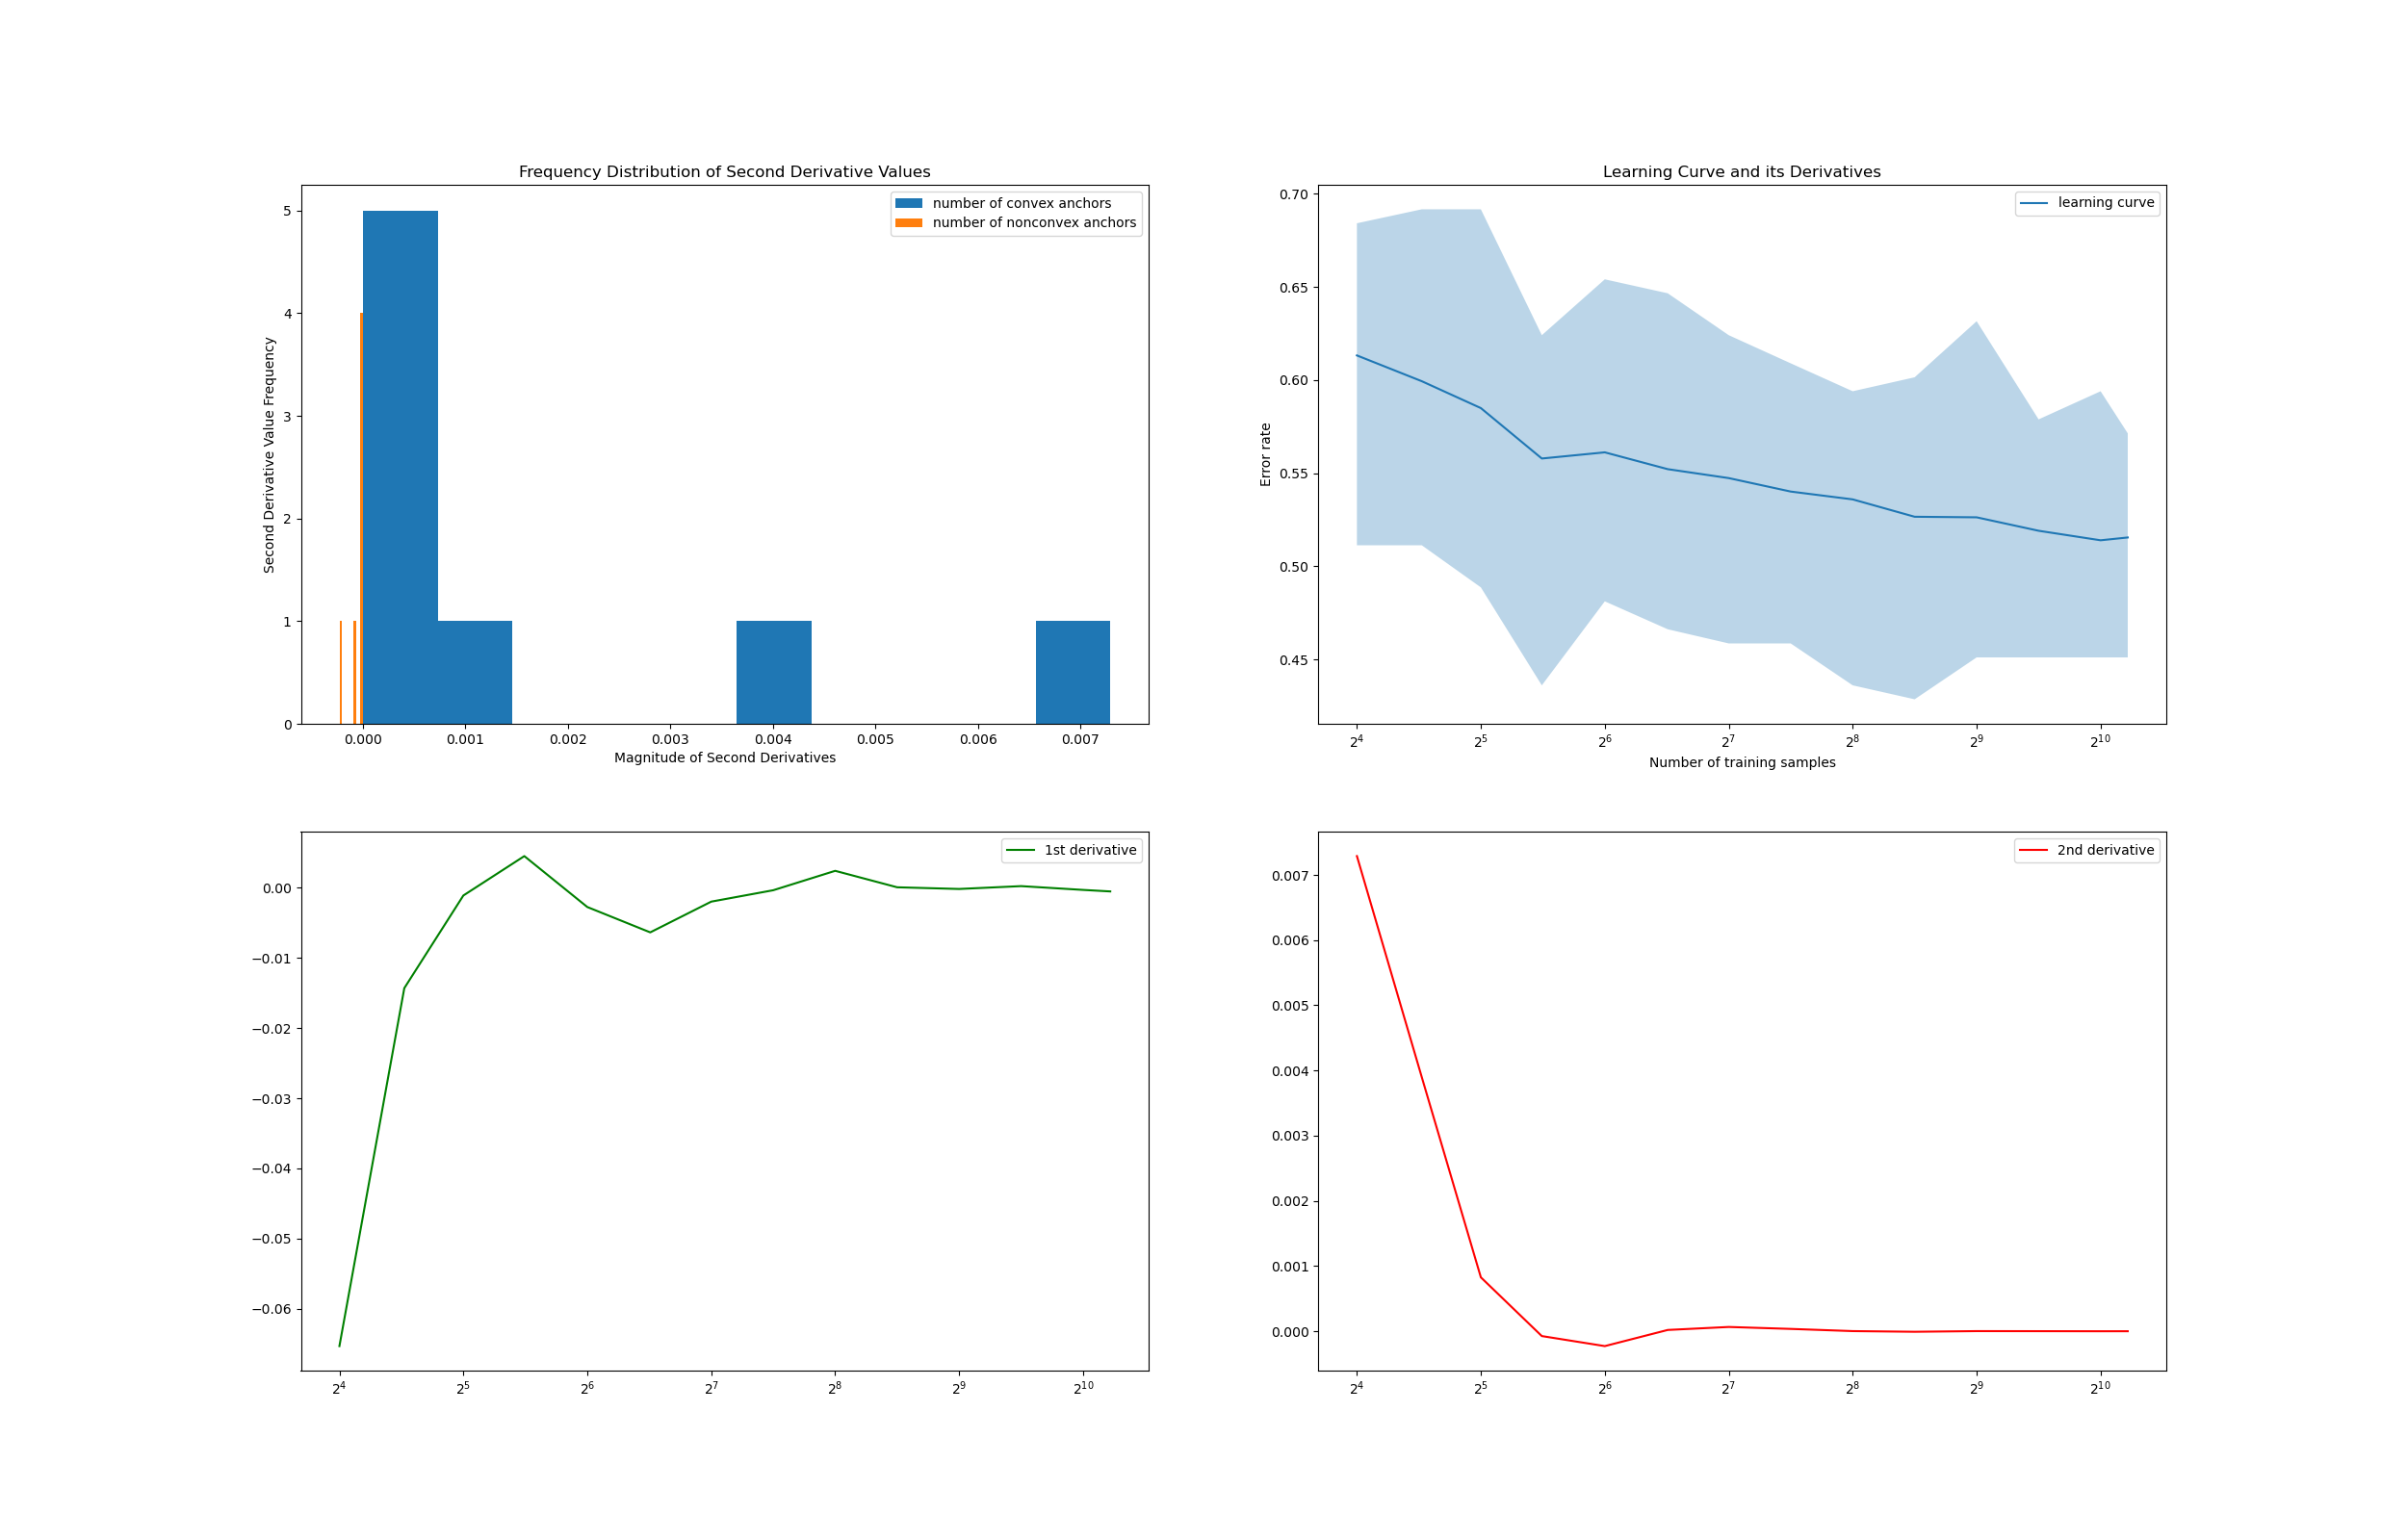 Frequency Distribution of Second Derivative Values
number of convex anchors
number of nonconvex anchors
5
4
3
2
1
0
Second Derivative Value Frequency
0.000 0.001 0.002 0.003 0.004 0.005 0.006 0.007
Magnitude of Second Derivatives
Learning Curve and its Derivatives
learning curve
0.70
0.65
0.60
0.55
0.50
0.45
Error rate
2⁴ 2⁵ 2⁶ 2⁷ 2⁸ 2⁹ 2¹⁰
Number of training samples
1st derivative
0.00
−0.01
−0.02
−0.03
−0.04
−0.05
−0.06
2⁴ 2⁵ 2⁶ 2⁷ 2⁸ 2⁹ 2¹⁰
2nd derivative
0.007
0.006
0.005
0.004
0.003
0.002
0.001
0.000
2⁴ 2⁵ 2⁶ 2⁷ 2⁸ 2⁹ 2¹⁰